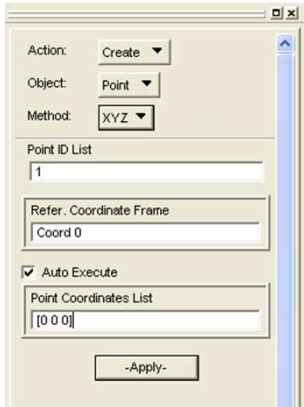 Action: Create
Object: Point
Method: XYZ
Point ID List
1
Refer. Coordinate Frame
Coord 0
Auto Execute
Point Coordinates List
[0 0 0]
-Apply-